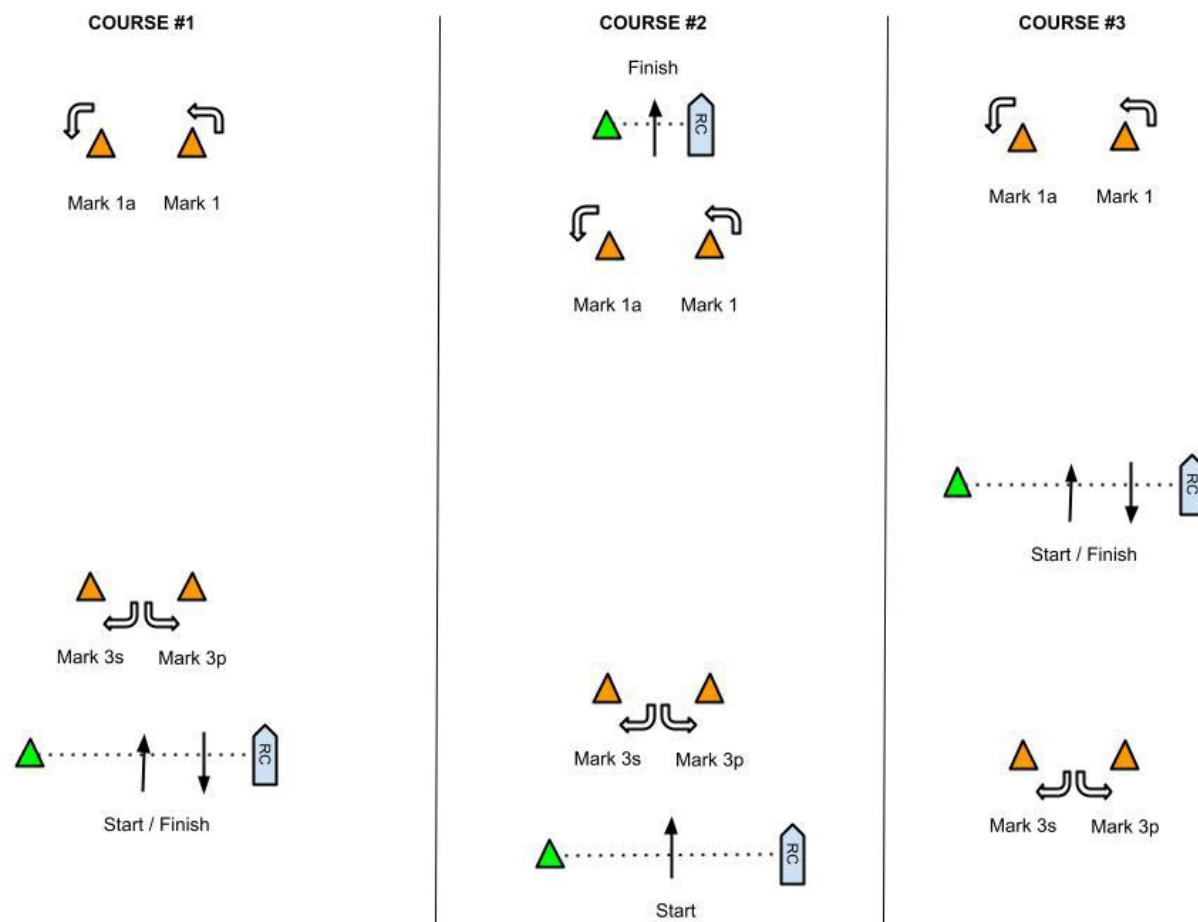 COURSE #1
Mark 1a
Mark 1
Mark 3s
Mark 3p
RC
Start / Finish
COURSE #2
Finish
RC
Mark 1a
Mark 1
Mark 3s
Mark 3p
RC
Start
COURSE #3
Mark 1a
Mark 1
RC
Start / Finish
Mark 3s
Mark 3p